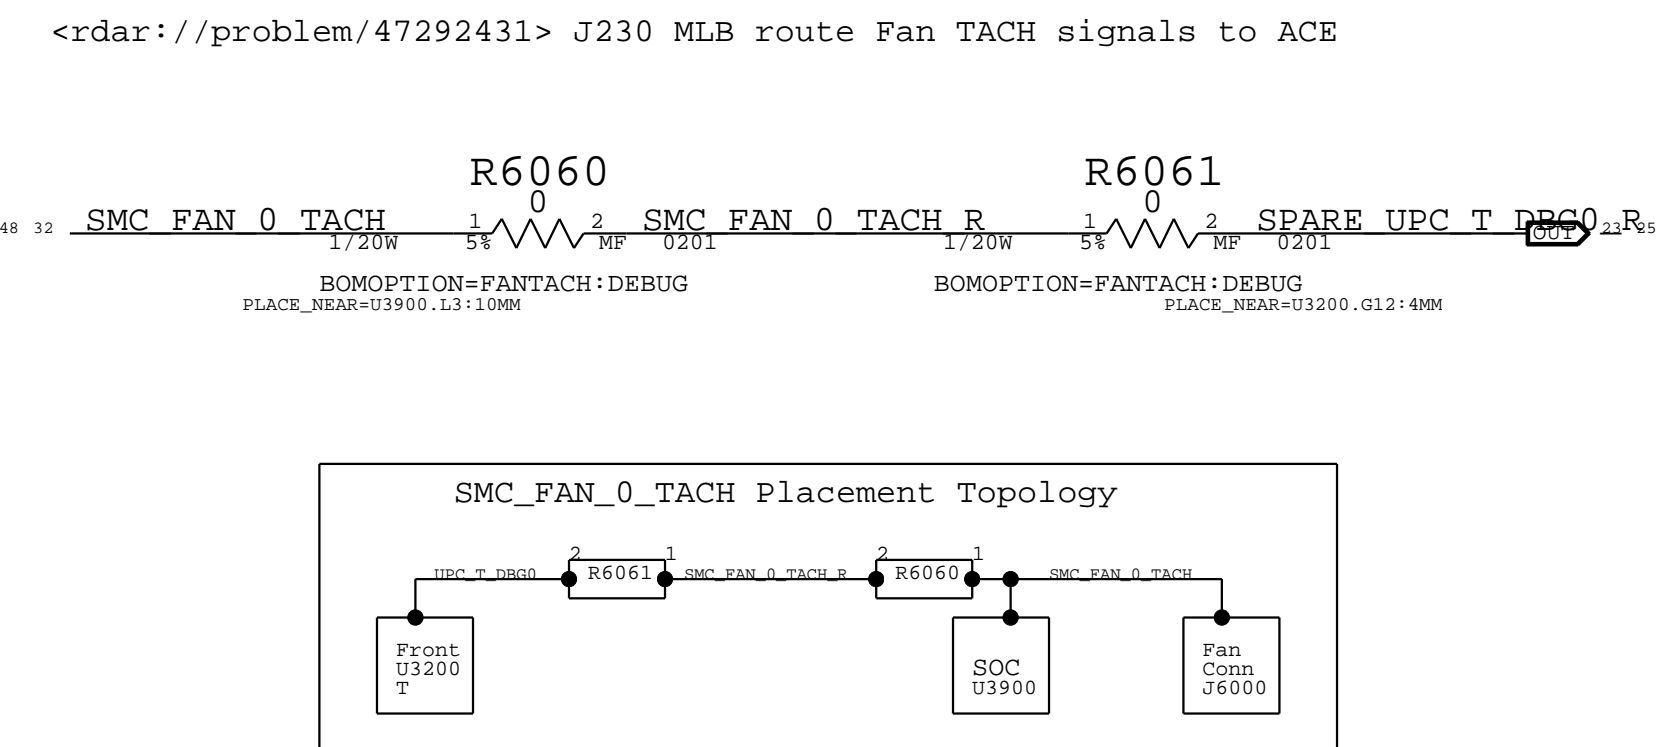 <rdar://problem/47292431> J230 MLB route Fan TACH signals to ACE
R6060 R6061
0 0
48 32 SMC_FAN_0_TACH 1 2 SMC_FAN_0_TACH_R 1 2 SPARE_UPC_T_DBG0_R 23 25
1/20W 5% MF 0201 1/20W 5% MF 0201 OUT
BOMOPTION=FANTACH:DEBUG BOMOPTION=FANTACH:DEBUG
PLACE_NEAR=U3900.L3:10MM PLACE_NEAR=U3200.G12:4MM
SMC_FAN_0_TACH Placement Topology
2 1 2 1
UPC_T_DBG0 R6061 SMC_FAN_0_TACH_R R6060 SMC_FAN_0_TACH
Front
U3200
T
SOC
U3900
Fan
Conn
J6000